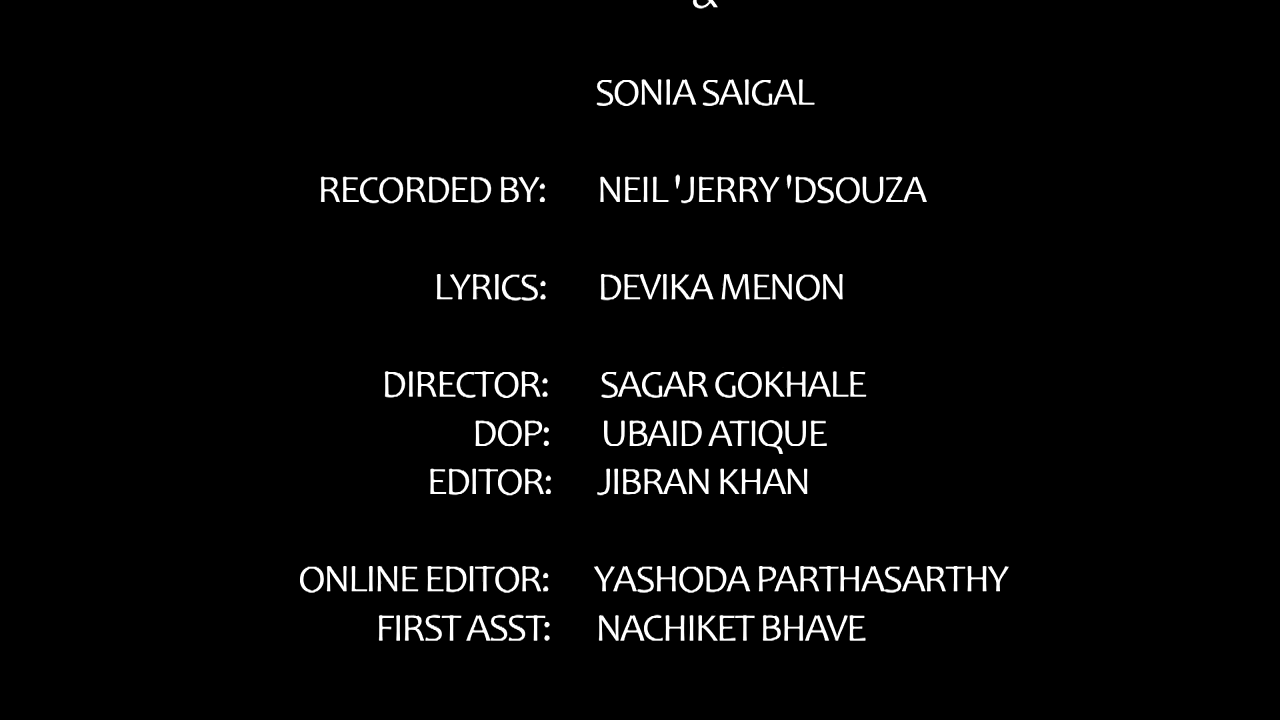 &
SONIA SAIGAL
RECORDED BY: NEIL 'JERRY 'DSOUZA
LYRICS: DEVIKA MENON
DIRECTOR: SAGAR GOKHALE
DOP: UBAID ATIQUE
EDITOR: JIBRAN KHAN
ONLINE EDITOR: YASHODA PARTHASARTHY
FIRST ASST: NACHIKET BHAVE